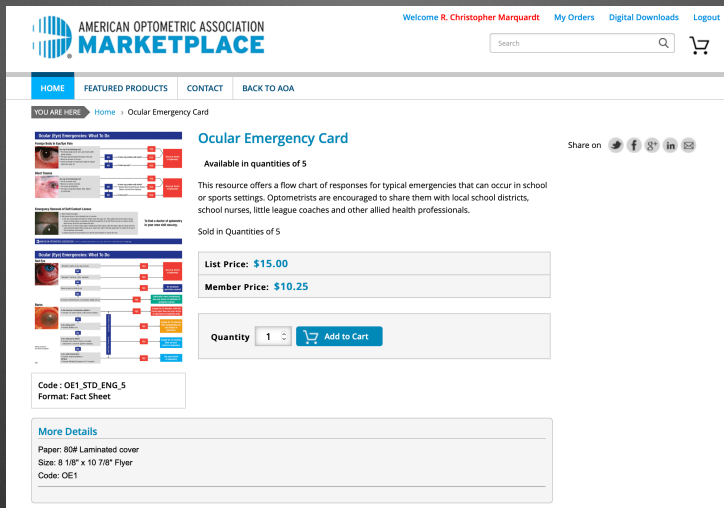 AMERICAN OPTOMETRIC ASSOCIATION
MARKETPLACE
Welcome R. Christopher Marquardt My Orders Digital Downloads Logout
Search
HOME FEATURED PRODUCTS CONTACT BACK TO AOA
YOU ARE HERE Home › Ocular Emergency Card
Ocular (Eye) Emergencies: What To Do
Ocular (Eye) Emergencies: What To Do
Code : OE1_STD_ENG_5
Format: Fact Sheet
Ocular Emergency Card
Available in quantities of 5
This resource offers a flow chart of responses for typical emergencies that can occur in school
or sports settings. Optometrists are encouraged to share them with local school districts,
school nurses, little league coaches and other allied health professionals.
Sold in Quantities of 5
List Price: $15.00
Member Price: $10.25
Quantity 1 Add to Cart
Share on
More Details
Paper: 80# Laminated cover
Size: 8 1/8" x 10 7/8" Flyer
Code: OE1